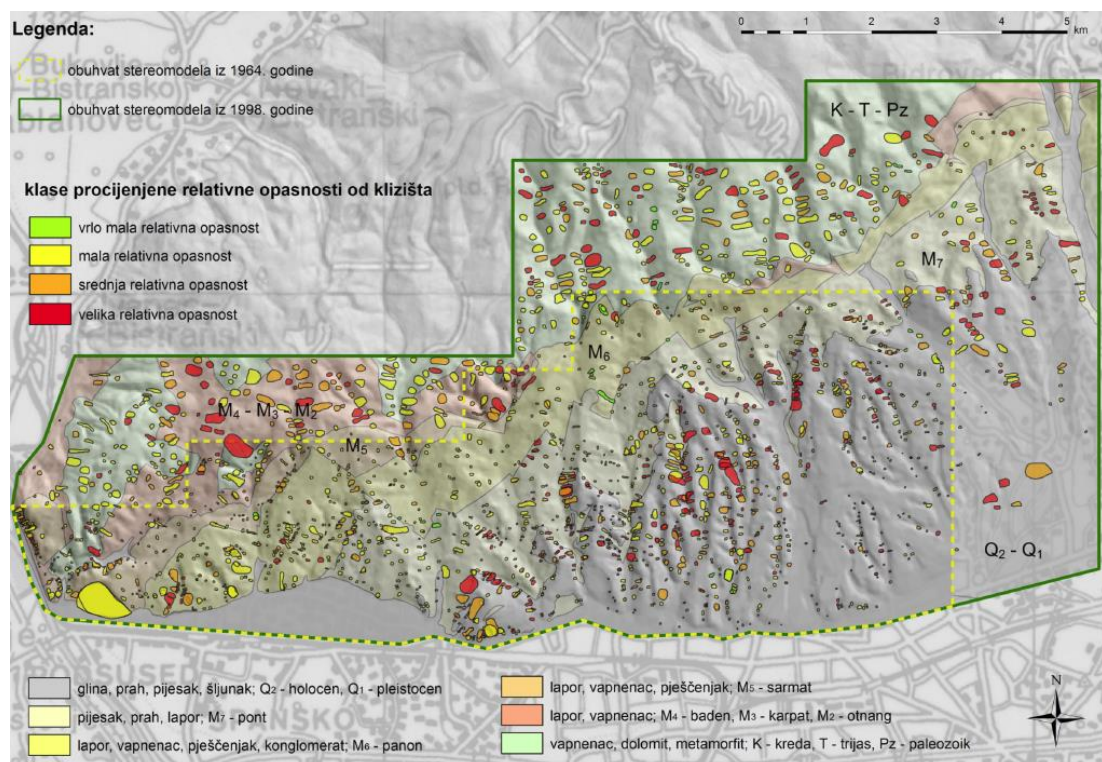 Legenda:
obuhvat stereomodela iz 1964. godine
obuhvat stereomodela iz 1998. godine
klase procijenjene relativne opasnosti od klizišta
vrlo mala relativna opasnost
mala relativna opasnost
srednja relativna opasnost
velika relativna opasnost
0 1 2 3 4 5
km
K - T - Pz
M7
M6
M4 - M3 - M2
M5
Q2 - Q1
glina, prah, pijesak, šljunak; Q2 - holocen, Q1 - pleistocen
pijesak, prah, lapor; M7 - pont
lapor, vapnenac, pješčenjak, konglomerat; M6 - panon
lapor, vapnenac, pješčenjak; M5 - sarmat
lapor, vapnenac; M4 - baden, M3 - karpat, M2 - otnang
vapnenac, dolomit, metamorfit; K - kreda, T - trijas, Pz - paleozoik
N